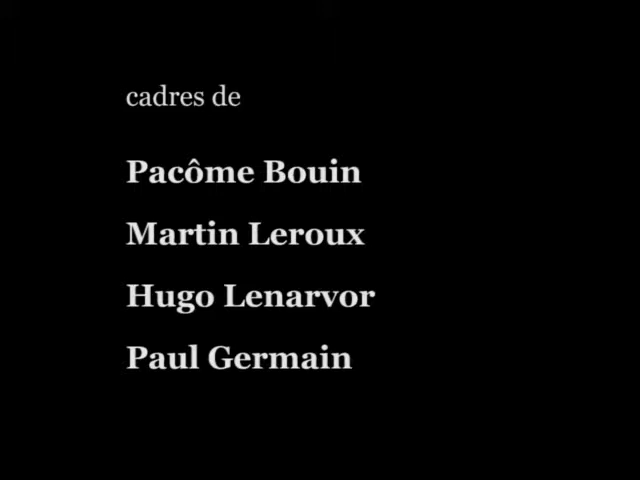 cadres de
Pacôme Bouin
Martin Leroux
Hugo Lenarvor
Paul Germain